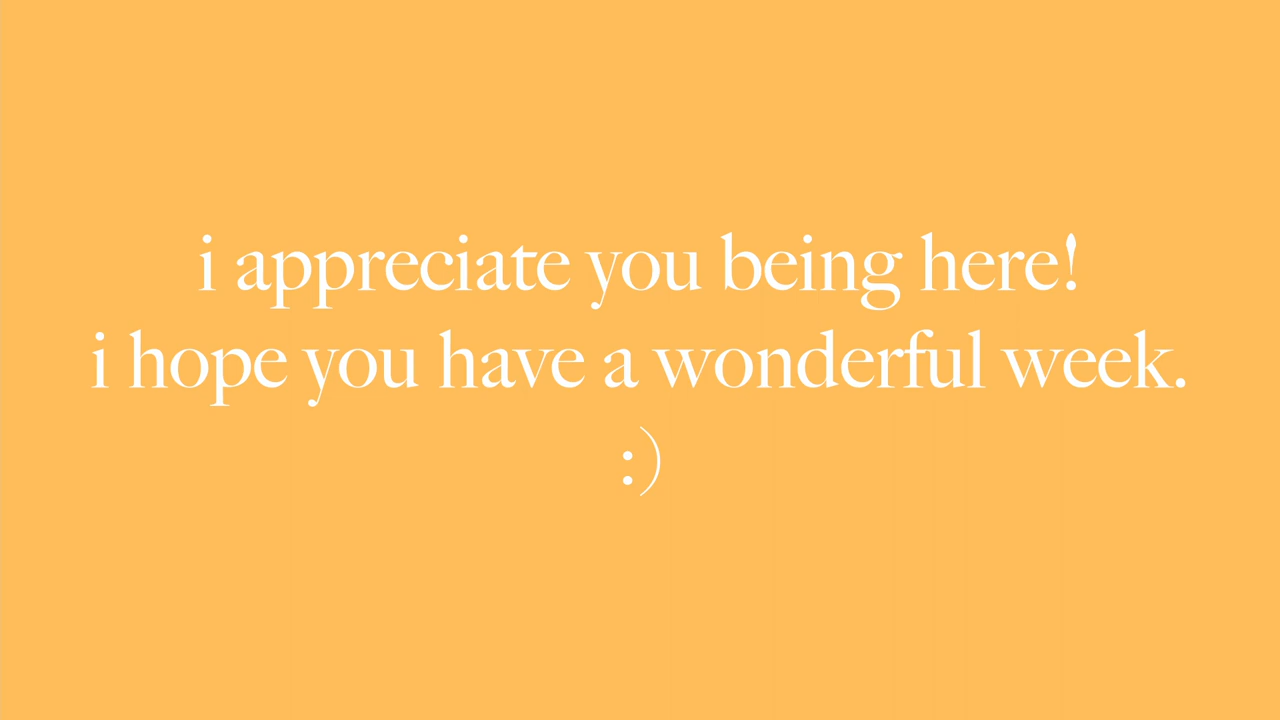 i appreciate you being here!
i hope you have a wonderful week.
:)